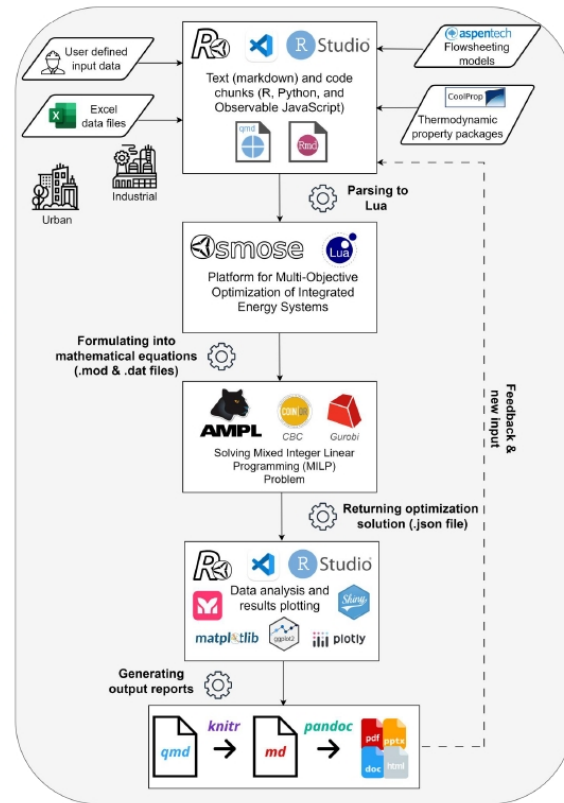 User defined
input data
Excel
data files
Urban
Industrial
R Studio
Text (markdown) and code
chunks (R, Python, and
Observable JavaScript)
qmd
Rmd
aspentech
Flowsheeting
models
CoolProp
Thermodynamic
property packages
Parsing to
Lua
Osmose
Lua
Platform for Multi-Objective
Optimization of Integrated
Energy Systems
Formulating into
mathematical equations
(.mod & .dat files)
AMPL
COIN|OR
CBC
Gurobi
Solving Mixed Integer Linear
Programming (MILP)
Problem
Returning optimization
solution (.json file)
R
R Studio
Data analysis and
results plotting
Shiny
matplotlib
ggplot2
plotly
Generating
output reports
qmd
knitr
md
pandoc
pdf
pptx
doc
html
Feedback &
new input